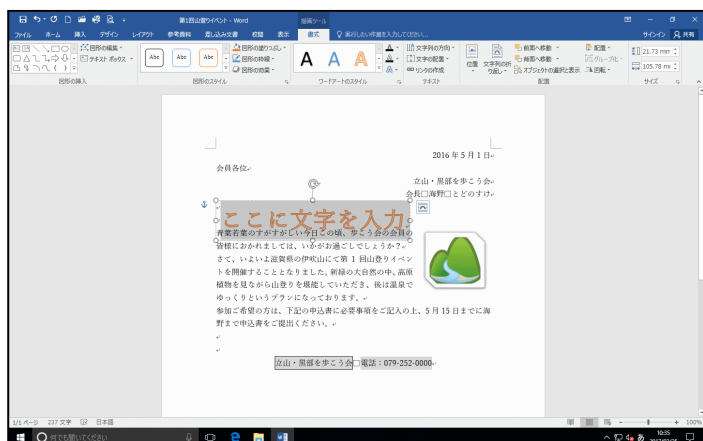 第1回山登りイベント - Word
描画ツール
ファイル ホーム 挿入 デザイン レイアウト 参考資料 差し込み文書 校閲 表示 書式 実行したい作業を入力してください... サインイン 共有
図形の編集
テキスト ボックス
図形の挿入
Abc Abc Abc
図形の塗りつぶし
図形の枠線
図形の効果
図形のスタイル
A A A
ワードアートのスタイル
文字列の方向
文字の配置
リンクの作成
テキスト
位置
文字列の折り返し
前面へ移動
背面へ移動
オブジェクトの選択と表示
配置
グループ化
回転
配置
21.73 mm
105.78 mm
サイズ
2016 年 5 月 1 日
会員各位
立山・黒部を歩こう会
会長□海野□とどのすけ
ここに文字を入力
青葉若葉のすがすがしい今日この頃、歩こう会の会員の
皆様におかれましては、いかがお過ごしでしょうか?
さて、いよいよ滋賀県の伊吹山にて第 1 回山登りイベン
トを開催することとなりました。新緑の大自然の中、高原
植物を見ながら山登りを堪能していただき、後は温泉で
ゆっくりというプランになっております。
参加ご希望の方は、下記の申込書に必要事項をご記入の上、5 月 15 日までに海
野まで申込書をご提出ください。
立山・黒部を歩こう会□電話:079-252-0000
1/1 ページ 237 文字 日本語 100%
何でも聞いてください
あ
10:35